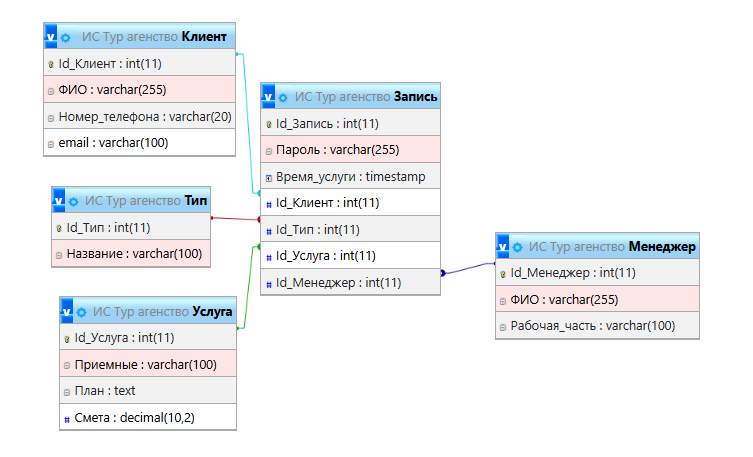 ИС Тур агенство Клиент
Id_Клиент : int(11)
ФИО : varchar(255)
Номер_телефона : varchar(20)
email : varchar(100)
ИС Тур агенство Запись
Id_Запись : int(11)
Пароль : varchar(255)
Время_услуги : timestamp
Id_Клиент : int(11)
Id_Тип : int(11)
Id_Услуга : int(11)
Id_Менеджер : int(11)
ИС Тур агенство Тип
Id_Тип : int(11)
Название : varchar(100)
ИС Тур агенство Менеджер
Id_Менеджер : int(11)
ФИО : varchar(255)
Рабочая_часть : varchar(100)
ИС Тур агенство Услуга
Id_Услуга : int(11)
Приемные : varchar(100)
План : text
Смета : decimal(10,2)